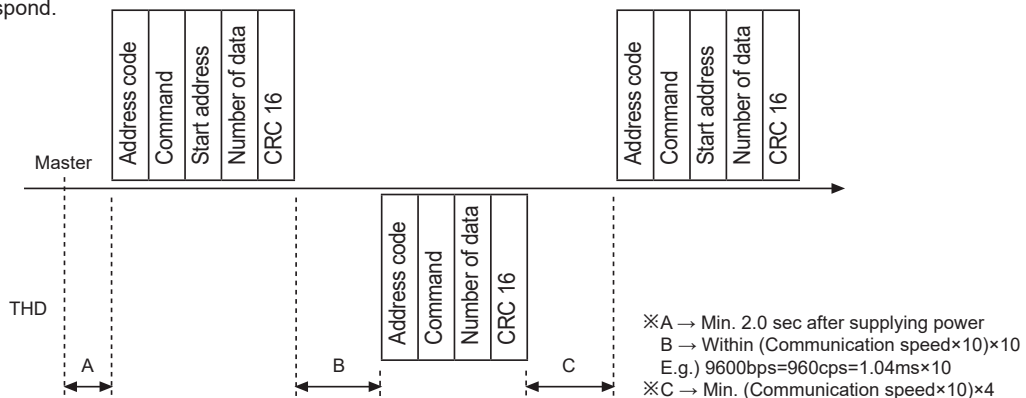 spond.
Address code
Command
Start address
Number of data
CRC 16
Address code
Command
Start address
Number of data
CRC 16
Master
Address code
Command
Number of data
CRC 16
THD
A
B
C
※A → Min. 2.0 sec after supplying power
B → Within (Communication speed×10)×10
E.g.) 9600bps=960cps=1.04ms×10
※C → Min. (Communication speed×10)×4